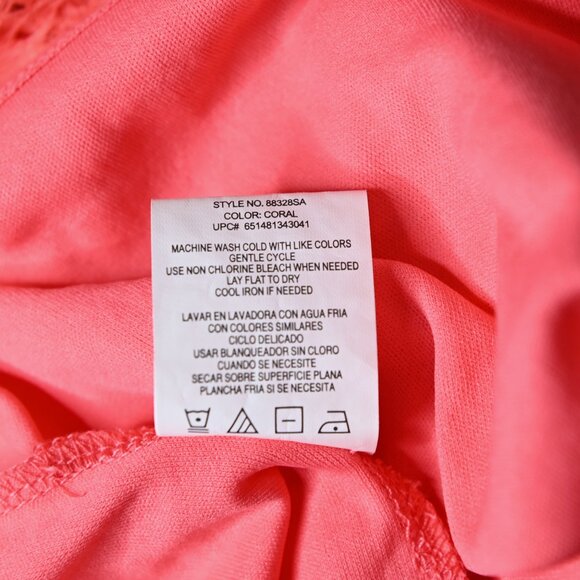 STYLE NO. 88328SA
COLOR: CORAL
UPC# 651481343041
MACHINE WASH COLD WITH LIKE COLORS
GENTLE CYCLE
USE NON CHLORINE BLEACH WHEN NEEDED
LAY FLAT TO DRY
COOL IRON IF NEEDED
LAVAR EN LAVADORA CON AGUA FRIA
CON COLORES SIMILARES
CICLO DELICADO
USAR BLANQUEADOR SIN CLORO
CUANDO SE NECESITE
SECAR SOBRE SUPERFICIE PLANA
PLANCHA FRIA SI SE NECESITA